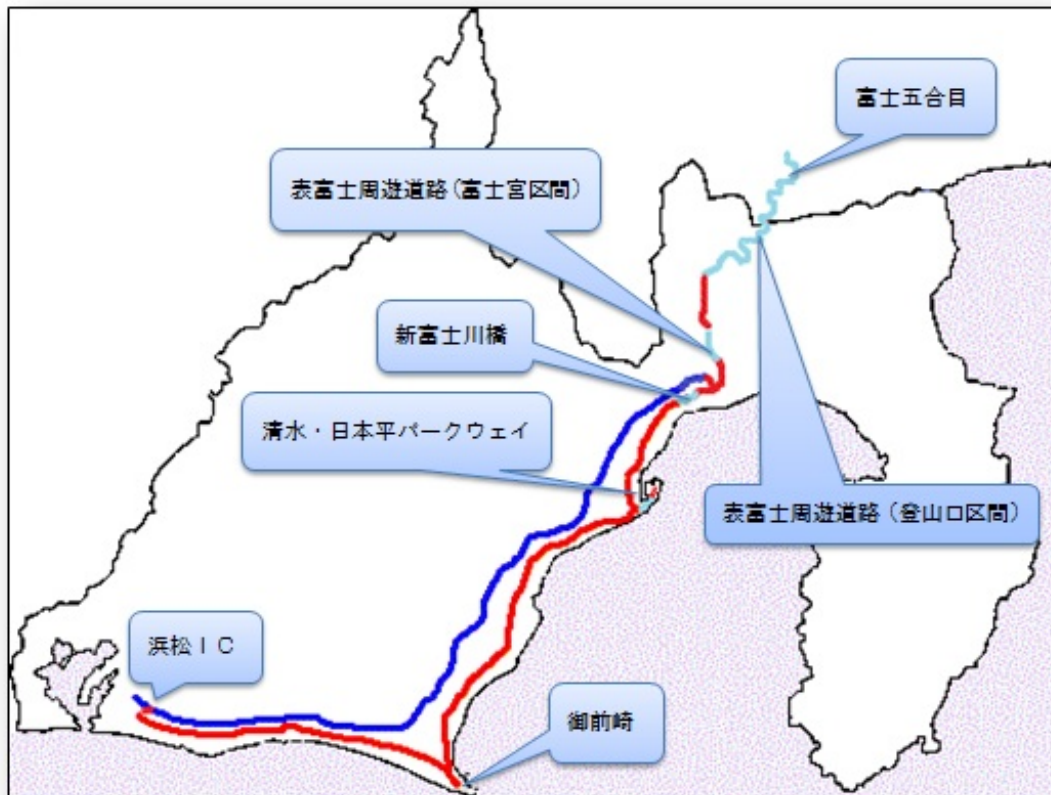 富士五合目
表富士周遊道路（富士宮区間）
新富士川橋
清水・日本平パークウェイ
表富士周遊道路（登山口区間）
浜松ＩＣ
御前崎